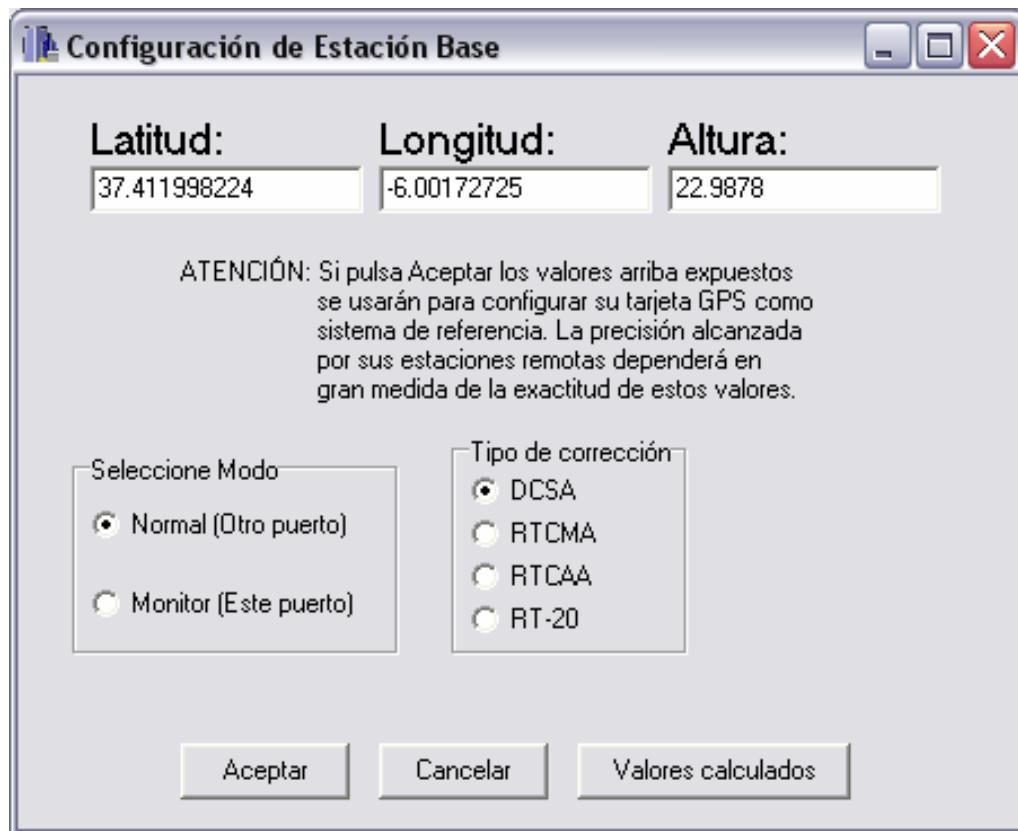 Configuración de Estación Base
Latitud: Longitud: Altura:
37.411998224 -6.00172725 22.9878
ATENCIÓN: Si pulsa Aceptar los valores arriba expuestos
se usarán para configurar su tarjeta GPS como
sistema de referencia. La precisión alcanzada
por sus estaciones remotas dependerá en
gran medida de la exactitud de estos valores.
Seleccione Modo
Normal (Otro puerto)
Monitor (Este puerto)
Tipo de corrección
DCSA
RTCMA
RTCAA
RT-20
Aceptar Cancelar Valores calculados